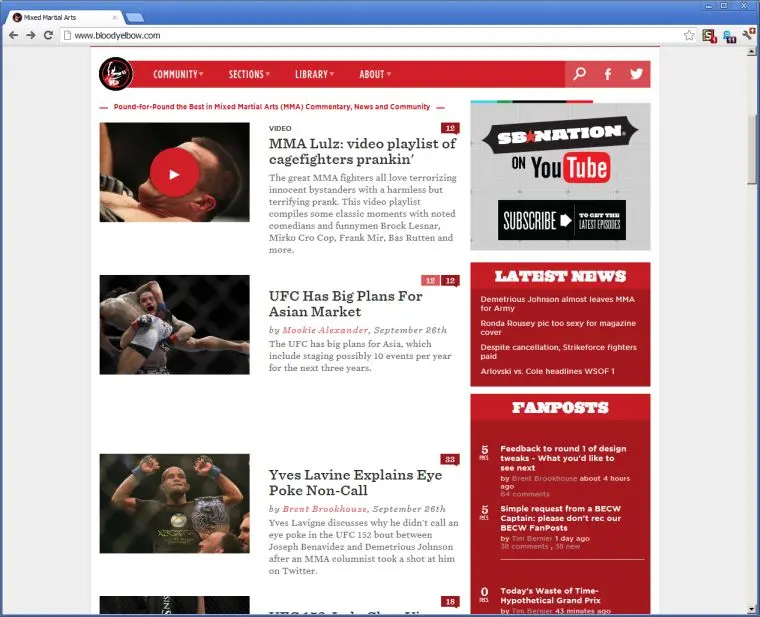 Mixed Martial Arts
www.bloodyelbow.com
COMMUNITY SECTIONS LIBRARY ABOUT
Pound-for-Pound the Best in Mixed Martial Arts (MMA) Commentary, News and Community
VIDEO 12
MMA Lulz: video playlist of
cagefighters prankin'
The great MMA fighters all love terrorizing
innocent bystanders with a harmless but
terrifying prank. This video playlist
compiles some classic moments with noted
comedians and funnymen Brock Lesnar,
Mirko Cro Cop, Frank Mir, Bas Rutten and
more.
12 12
UFC Has Big Plans For
Asian Market
by Mookie Alexander, September 26th
The UFC has big plans for Asia, which
include staging possibly 10 events per year
for the next three years.
33
Yves Lavine Explains Eye
Poke Non-Call
by Brent Brookhouse, September 26th
Yves Lavigne discusses why he didn't call an
eye poke in the UFC 152 bout between
Joseph Benavidez and Demetrious Johnson
after an MMA columnist took a shot at him
on Twitter.
XBOX
18
SB NATION
ON YouTube
SUBSCRIBE TO GET THE
LATEST EPISODES
LATEST NEWS
Demetrious Johnson almost leaves MMA
for Army
Ronda Rousey pic too sexy for magazine
cover
Despite cancellation, Strikeforce fighters
paid
Arlovski vs. Cole headlines WSOF 1
FANPOSTS
5 RECS
Feedback to round 1 of design
tweaks - What you'd like to
see next
by Brent Brookhouse about 4 hours
ago
64 comments
5 RECS
Simple request from a BECW
Captain: please don't rec our
BECW FanPosts
by Tim Bernier 1 day ago
38 comments , 38 new
0 RECS
Today's Waste of Time-
Hypothetical Grand Prix
by Tim Bernier 43 minutes ago